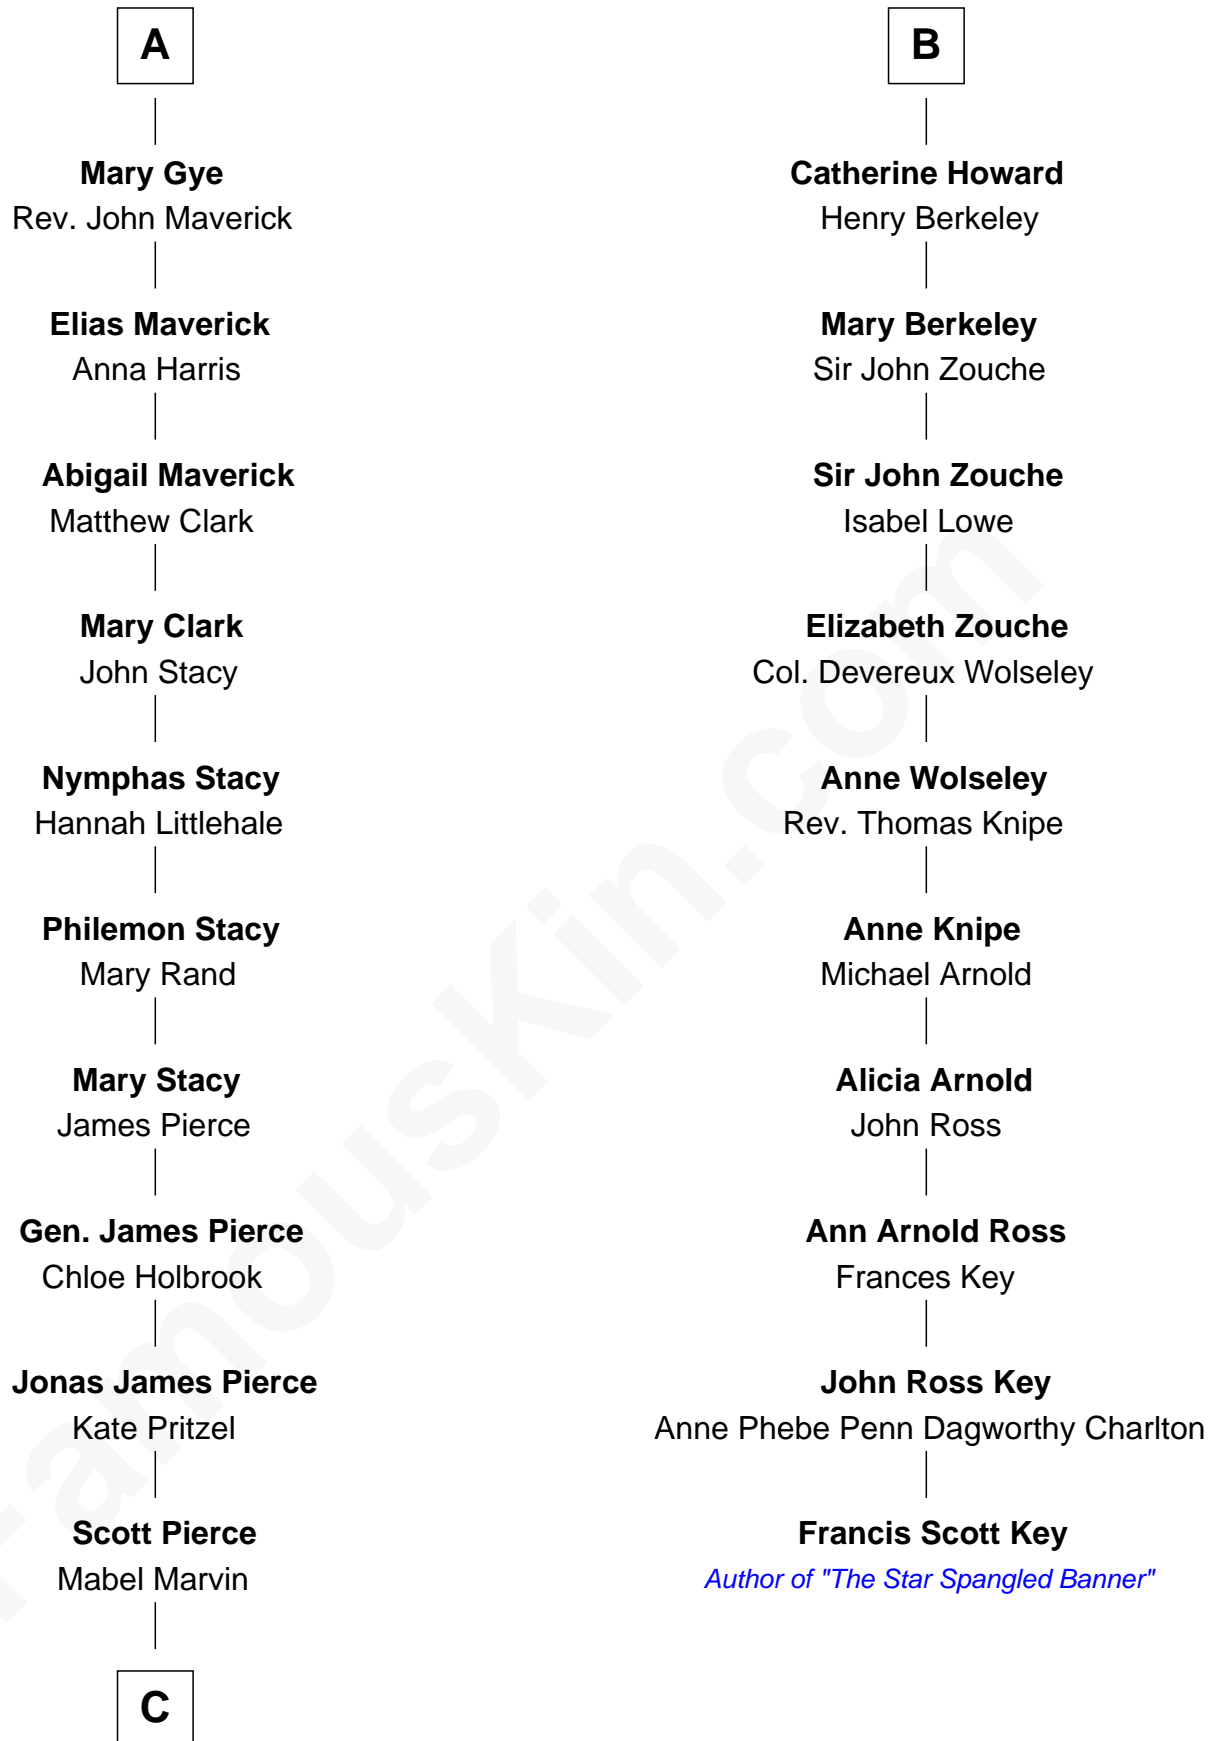 A
Mary Gye
Rev. John Maverick
Elias Maverick
Anna Harris
Abigail Maverick
Matthew Clark
Mary Clark
John Stacy
Nymphas Stacy
Hannah Littlehale
Philemon Stacy
Mary Rand
Mary Stacy
James Pierce
Gen. James Pierce
Chloe Holbrook
Jonas James Pierce
Kate Pritzel
Scott Pierce
Mabel Marvin
C
B
Catherine Howard
Henry Berkeley
Mary Berkeley
Sir John Zouche
Sir John Zouche
Isabel Lowe
Elizabeth Zouche
Col. Devereux Wolseley
Anne Wolseley
Rev. Thomas Knipe
Anne Knipe
Michael Arnold
Alicia Arnold
John Ross
Ann Arnold Ross
Frances Key
John Ross Key
Anne Phebe Penn Dagworthy Charlton
Francis Scott Key
Author of "The Star Spangled Banner"
FamousKin.com